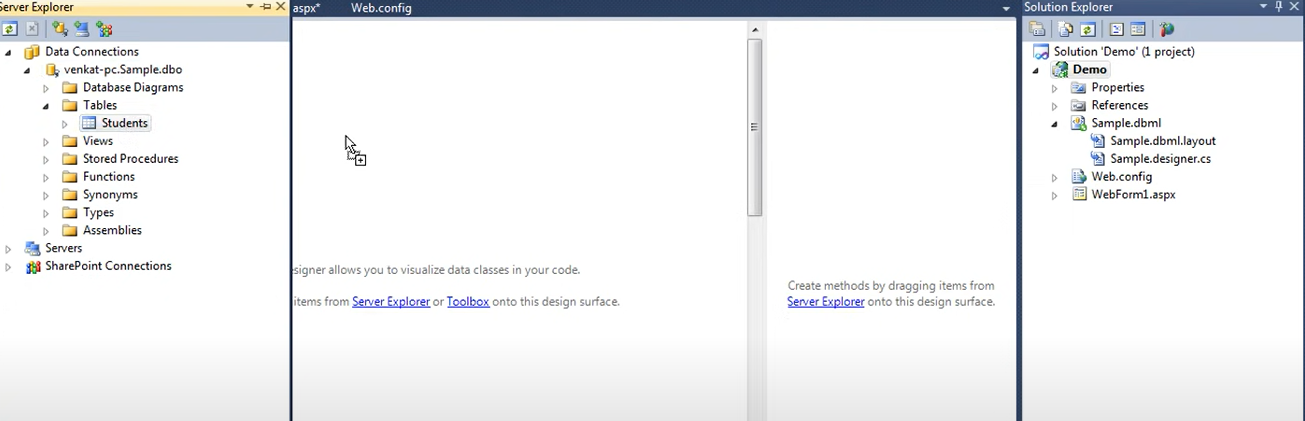 Server Explorer
Data Connections
venkat-pc.Sample.dbo
Database Diagrams
Tables
Students
Views
Stored Procedures
Functions
Synonyms
Types
Assemblies
Servers
SharePoint Connections
aspx* Web.config
signer allows you to visualize data classes in your code.
items from Server Explorer or Toolbox onto this design surface.
Create methods by dragging items from
Server Explorer onto this design surface.
Solution Explorer
Solution 'Demo' (1 project)
Demo
Properties
References
Sample.dbml
Sample.dbml.layout
Sample.designer.cs
Web.config
WebForm1.aspx